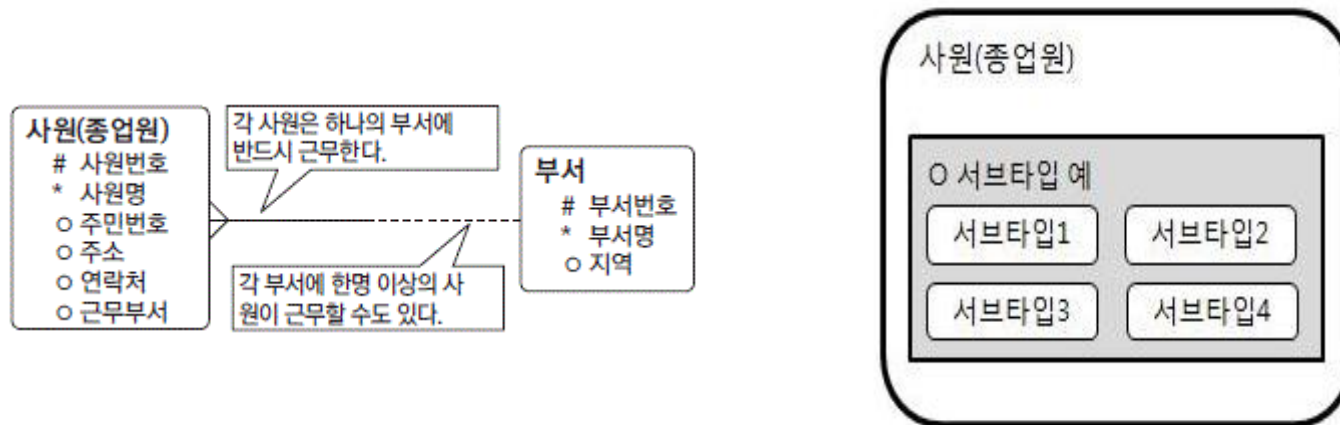 사원(종업원)
# 사원번호
* 사원명
ㅇ 주민번호
ㅇ 주소
ㅇ 연락처
ㅇ 근무부서
각 사원은 하나의 부서에
반드시 근무한다.
각 부서에 한명 이상의 사
원이 근무할 수도 있다.
부서
# 부서번호
* 부서명
ㅇ 지역
사원(종업원)
O 서브타입 예
서브타입1
서브타입2
서브타입3
서브타입4